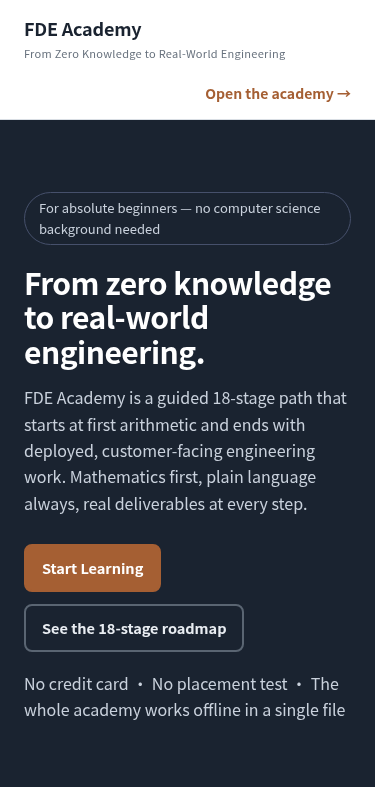 FDE Academy
From Zero Knowledge to Real-World Engineering
Open the academy →
For absolute beginners — no computer science
background needed
From zero knowledge
to real-world
engineering.
FDE Academy is a guided 18-stage path that
starts at first arithmetic and ends with
deployed, customer-facing engineering
work. Mathematics first, plain language
always, real deliverables at every step.
Start Learning
See the 18-stage roadmap
No credit card • No placement test • The
whole academy works offline in a single file